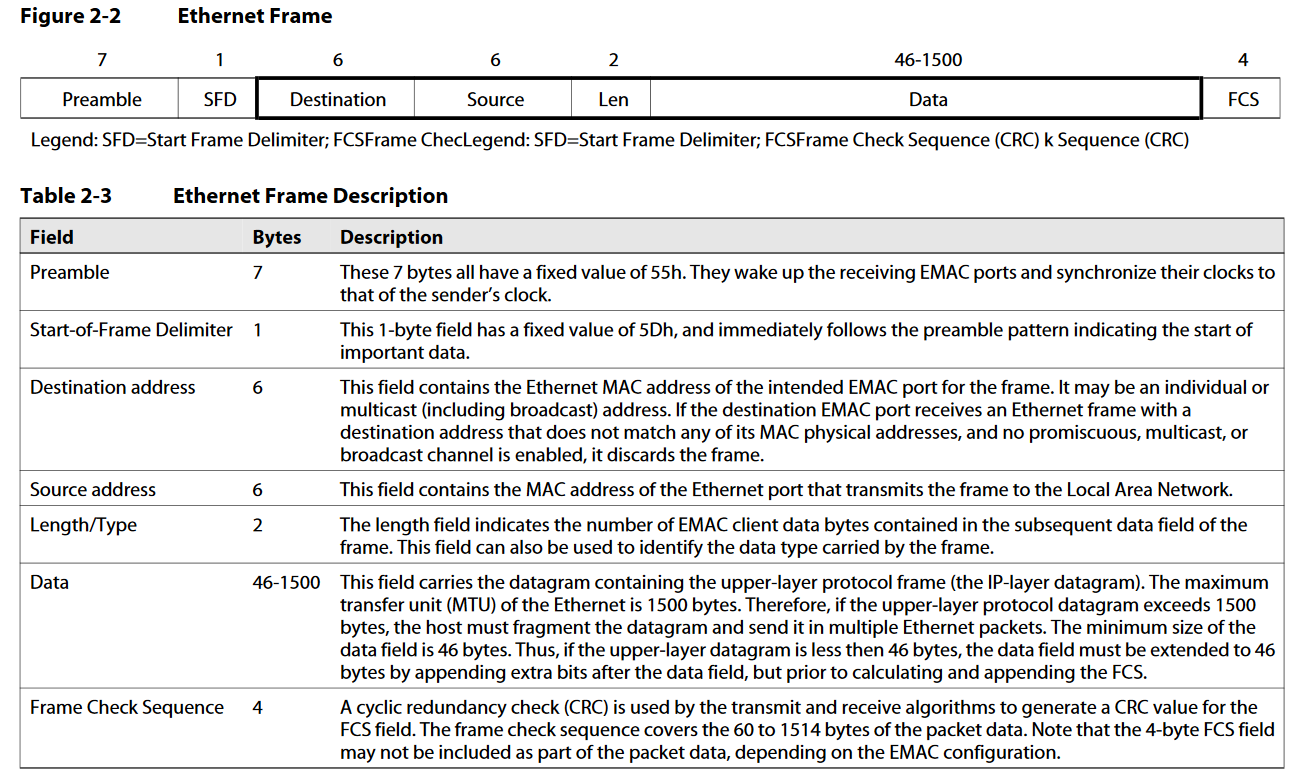 Figure 2-2 Ethernet Frame
7 1 6 6 2 46-1500 4
Preamble SFD Destination Source Len Data FCS
Legend: SFD=Start Frame Delimiter; FCSFrame ChecLegend: SFD=Start Frame Delimiter; FCSFrame Check Sequence (CRC) k Sequence (CRC)
Table 2-3 Ethernet Frame Description
Field Bytes Description
Preamble 7 These 7 bytes all have a fixed value of 55h. They wake up the receiving EMAC ports and synchronize their clocks to
that of the sender's clock.
Start-of-Frame Delimiter 1 This 1-byte field has a fixed value of 5Dh, and immediately follows the preamble pattern indicating the start of
important data.
Destination address 6 This field contains the Ethernet MAC address of the intended EMAC port for the frame. It may be an individual or
multicast (including broadcast) address. If the destination EMAC port receives an Ethernet frame with a
destination address that does not match any of its MAC physical addresses, and no promiscuous, multicast, or
broadcast channel is enabled, it discards the frame.
Source address 6 This field contains the MAC address of the Ethernet port that transmits the frame to the Local Area Network.
Length/Type 2 The length field indicates the number of EMAC client data bytes contained in the subsequent data field of the
frame. This field can also be used to identify the data type carried by the frame.
Data 46-1500 This field carries the datagram containing the upper-layer protocol frame (the IP-layer datagram). The maximum
transfer unit (MTU) of the Ethernet is 1500 bytes. Therefore, if the upper-layer protocol datagram exceeds 1500
bytes, the host must fragment the datagram and send it in multiple Ethernet packets. The minimum size of the
data field is 46 bytes. Thus, if the upper-layer datagram is less then 46 bytes, the data field must be extended to 46
bytes by appending extra bits after the data field, but prior to calculating and appending the FCS.
Frame Check Sequence 4 A cyclic redundancy check (CRC) is used by the transmit and receive algorithms to generate a CRC value for the
FCS field. The frame check sequence covers the 60 to 1514 bytes of the packet data. Note that the 4-byte FCS field
may not be included as part of the packet data, depending on the EMAC configuration.